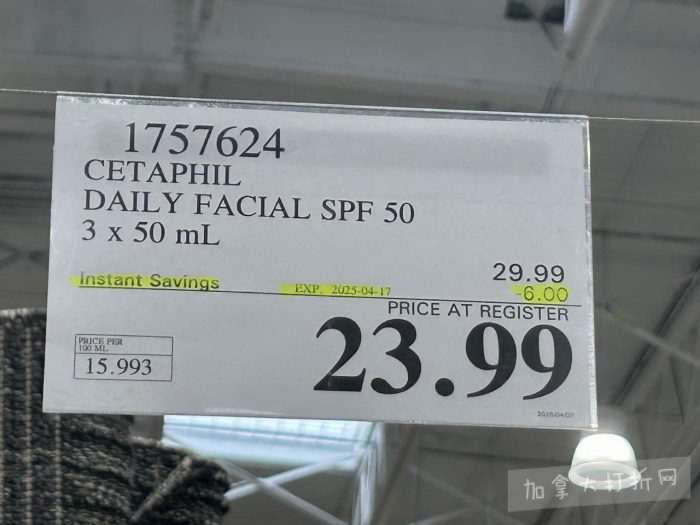 1757624
CETAPHIL
DAILY FACIAL SPF 50
3 x 50 mL
29.99
Instant Savings EXP. 2025-04-17 -6.00
PRICE AT REGISTER
23.99
PRICE PER
100 ML
15.993
加拿大打折网